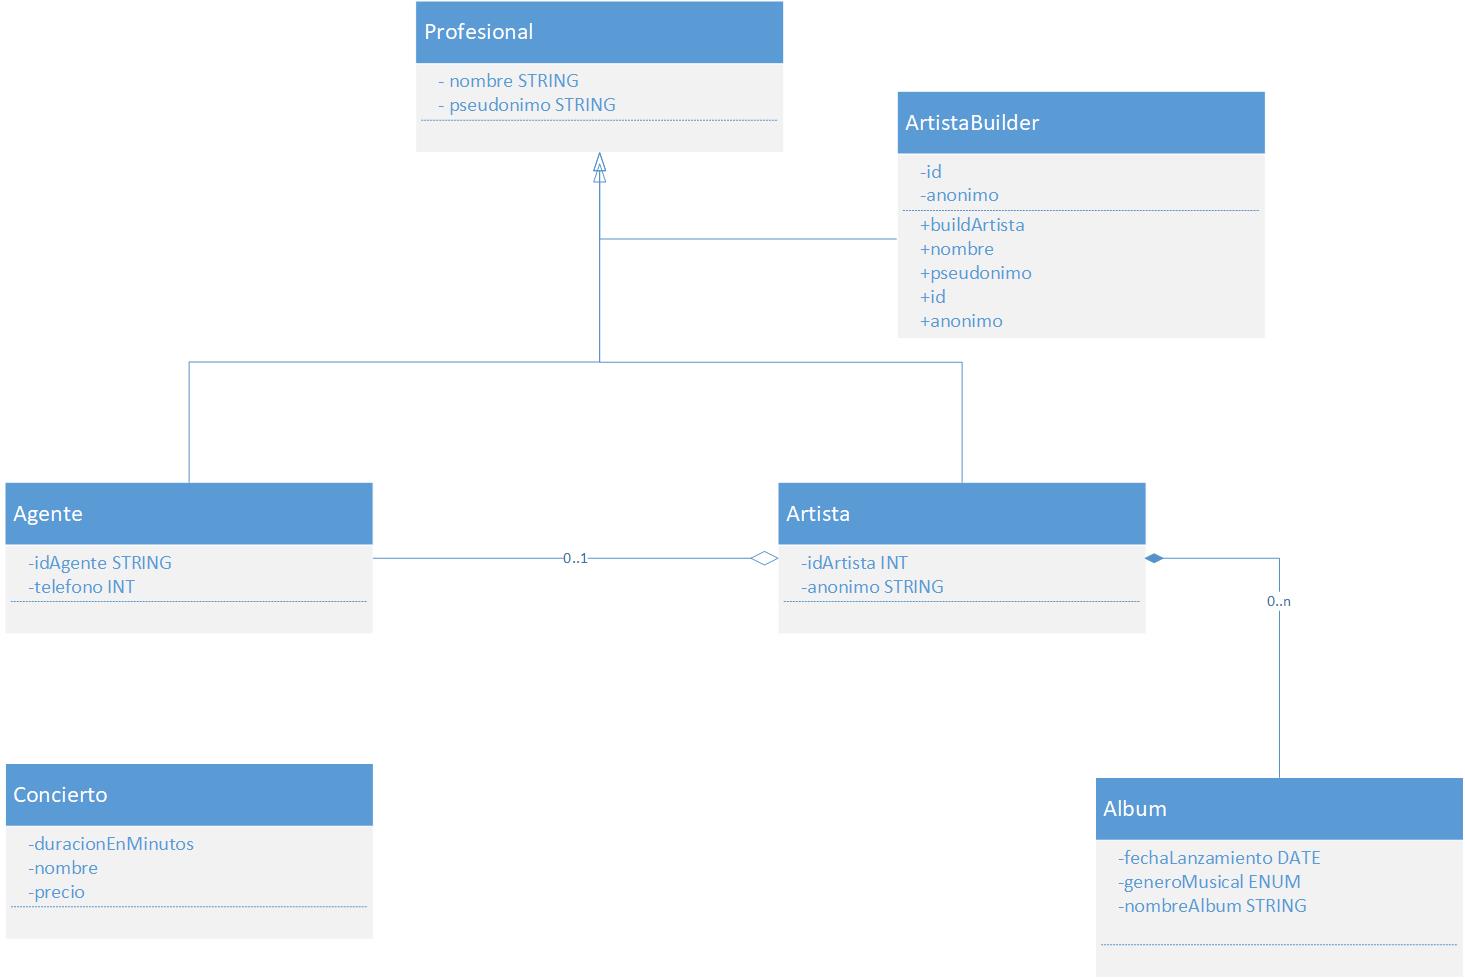 Profesional
- nombre STRING
- pseudonimo STRING
ArtistaBuilder
-id
-anonimo
+buildArtista
+nombre
+pseudonimo
+id
+anonimo
Agente
-idAgente STRING
-telefono INT
0..1
Artista
-idArtista INT
-anonimo STRING
0..n
Concierto
-duracionEnMinutos
-nombre
-precio
Album
-fechaLanzamiento DATE
-generoMusical ENUM
-nombreAlbum STRING